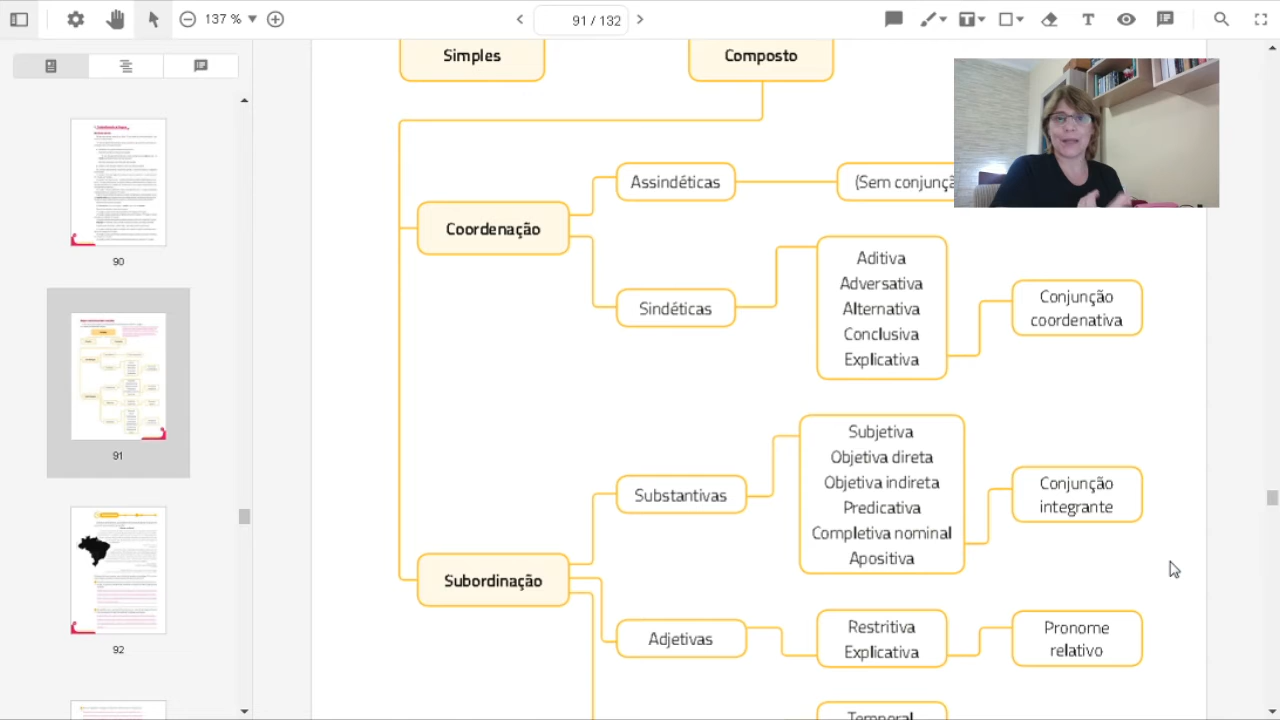 137 %
91 / 132
Simples
Composto
Assindéticas
(Sem conjunçã
Coordenação
Sindéticas
Aditiva
Adversativa
Alternativa
Conclusiva
Explicativa
Conjunção
coordenativa
Substantivas
Subjetiva
Objetiva direta
Objetiva indireta
Predicativa
Completiva nominal
Apositiva
Conjunção
integrante
Subordinação
Adjetivas
Restritiva
Explicativa
Pronome
relativo
Temporal
90
91
92